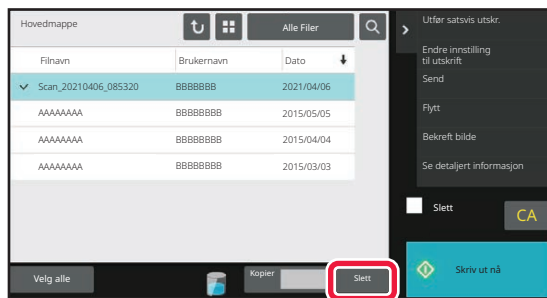 Hovedmappe
Alle Filer
Filnavn Brukernavn Dato
Scan_20210406_085320 BBBBBBB 2021/04/06
AAAAAAAA BBBBBBBB 2015/05/05
AAAAAAAA BBBBBBBB 2015/04/04
AAAAAAAA BBBBBBBB 2015/03/03
Velg alle
Kopier
Slett
Utfør satsvis utskr.
Endre innstilling
til utskrift
Send
Flytt
Bekreft bilde
Se detaljert informasjon
Slett
CA
Skriv ut nå